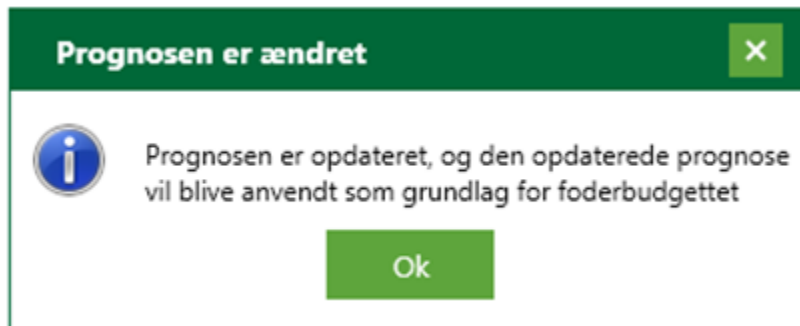 Prognosen er ændret
Prognosen er opdateret, og den opdaterede prognose
vil blive anvendt som grundlag for foderbudgettet
Ok